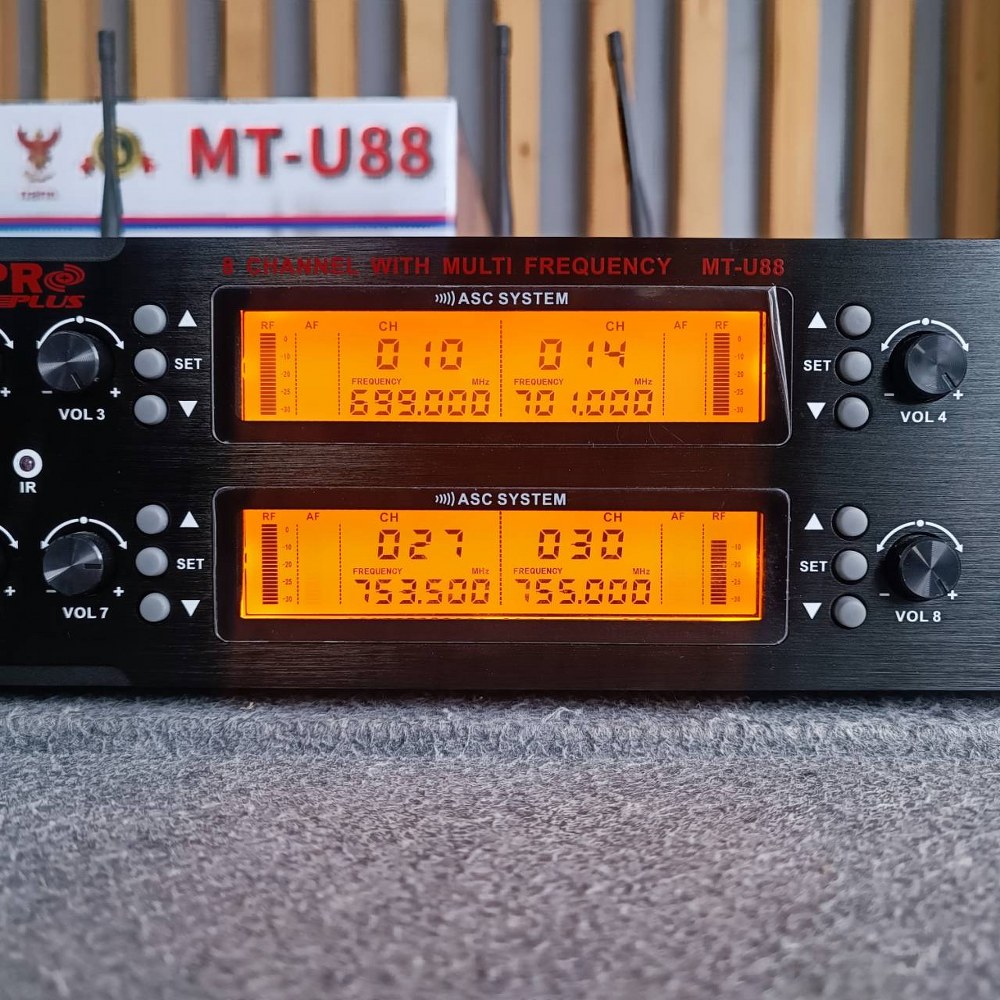 MT-U88
PRO
PLUS
8 CHANNEL WITH MULTI FREQUENCY MT-U88
ASC SYSTEM
RF AF CH CH AF RF
010 014
FREQUENCY MHz FREQUENCY MHz
699.000 701.000
SET
VOL 3
- +
SET
VOL 4
- +
IR
ASC SYSTEM
RF AF CH CH AF RF
027 030
FREQUENCY MHz FREQUENCY MHz
753.500 755.000
SET
VOL 7
- +
SET
VOL 8
- +